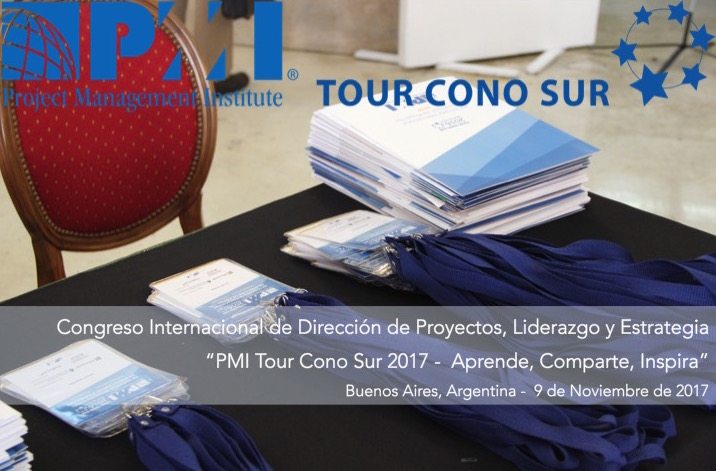 PMI®
Project Management Institute
TOUR CONO SUR
Congreso Internacional de Dirección de Proyectos, Liderazgo y Estrategia
“PMI Tour Cono Sur 2017 - Aprende, Comparte, Inspira”
Buenos Aires, Argentina - 9 de Noviembre de 2017